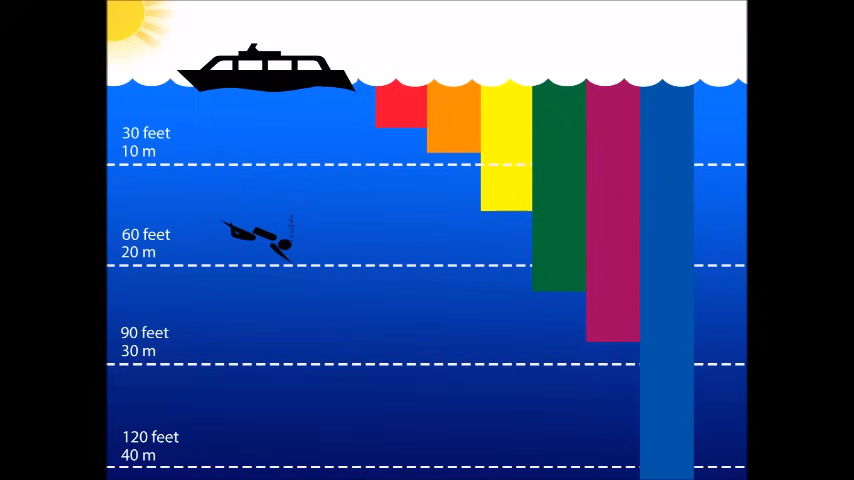 30 feet
10 m
60 feet
20 m
90 feet
30 m
120 feet
40 m